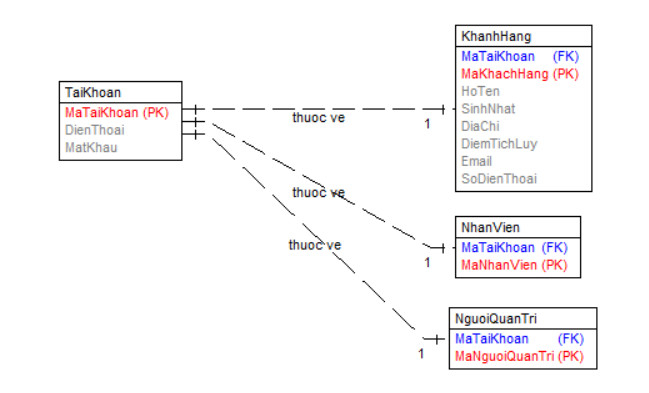 TaiKhoan
MaTaiKhoan (PK)
DienThoai
MatKhau
thuoc ve
1
KhanhHang
MaTaiKhoan (FK)
MaKhachHang (PK)
HoTen
SinhNhat
DiaChi
DiemTichLuy
Email
SoDienThoai
thuoc ve
1
NhanVien
MaTaiKhoan (FK)
MaNhanVien (PK)
thuoc ve
1
NguoiQuanTri
MaTaiKhoan (FK)
MaNguoiQuanTri (PK)